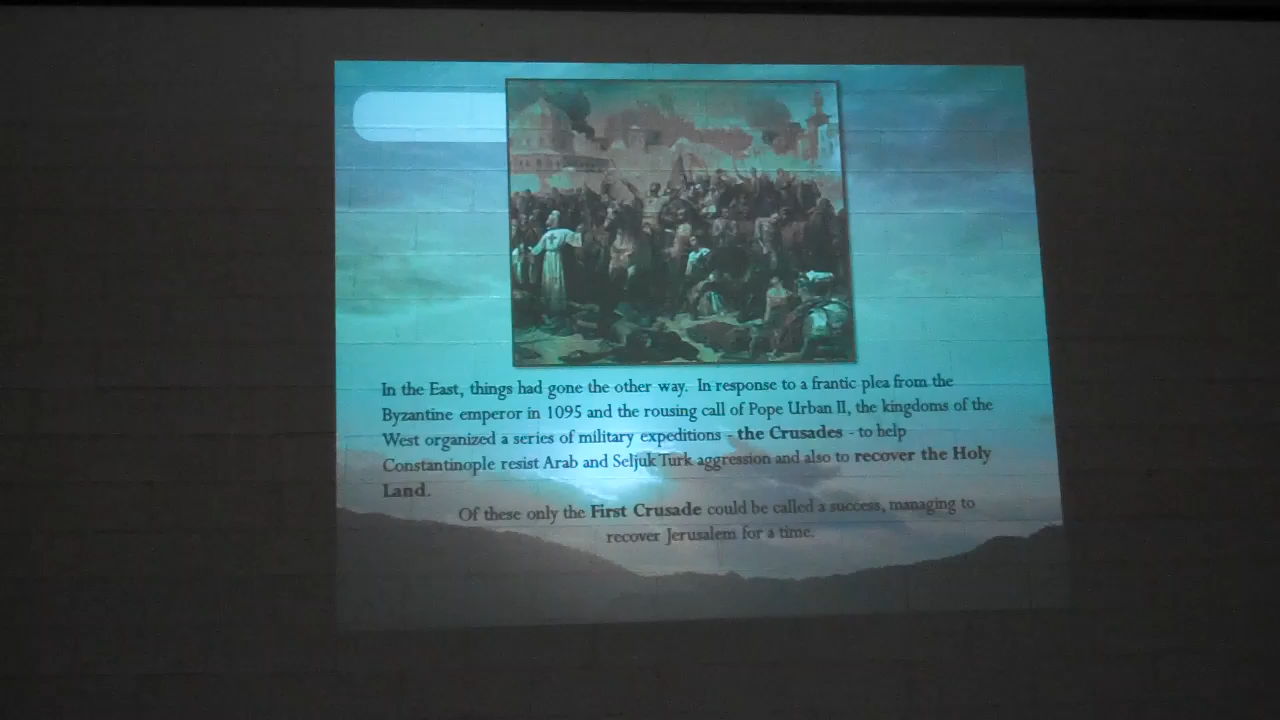 In the East, things had gone the other way. In response to a frantic plea from the
Byzantine emperor in 1095 and the rousing call of Pope Urban II, the kingdoms of the
West organized a series of military expeditions - the Crusades - to help
Constantinople resist Arab and Seljuk Turk aggression and also to recover the Holy
Land.
Of these only the First Crusade could be called a success, managing to
recover Jerusalem for a time.